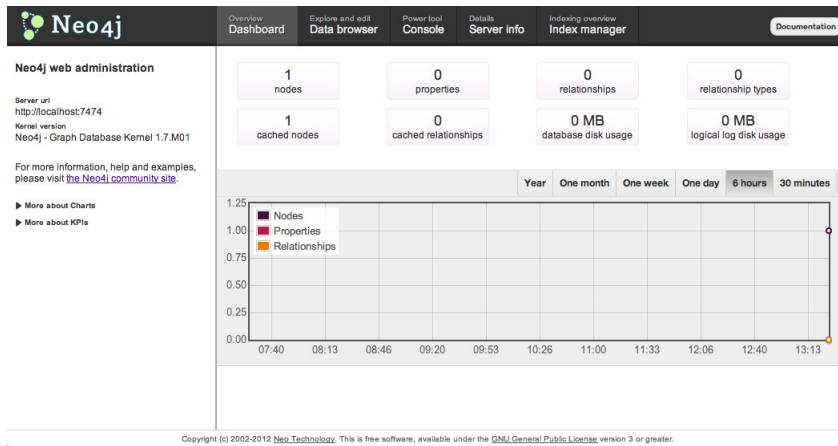 Neo4j
Overview
Dashboard
Explore and edit
Data browser
Power tool
Console
Details
Server info
Indexing overview
Index manager
Documentation
Neo4j web administration
Server url
http://localhost:7474
Kernel version
Neo4j - Graph Database Kernel 1.7.M01
For more information, help and examples,
please visit the Neo4j community site.
More about Charts
More about KPIs
1
nodes
0
properties
0
relationships
0
relationship types
1
cached nodes
0
cached relationships
0 MB
database disk usage
0 MB
logical log disk usage
Year One month One week One day 6 hours 30 minutes
1.25
1.00
0.75
0.50
0.25
0.00
Nodes
Properties
Relationships
07:40 08:13 08:46 09:20 09:53 10:26 11:00 11:33 12:06 12:40 13:13
Copyright (c) 2002-2012 Neo Technology. This is free software, available under the GNU General Public License version 3 or greater.